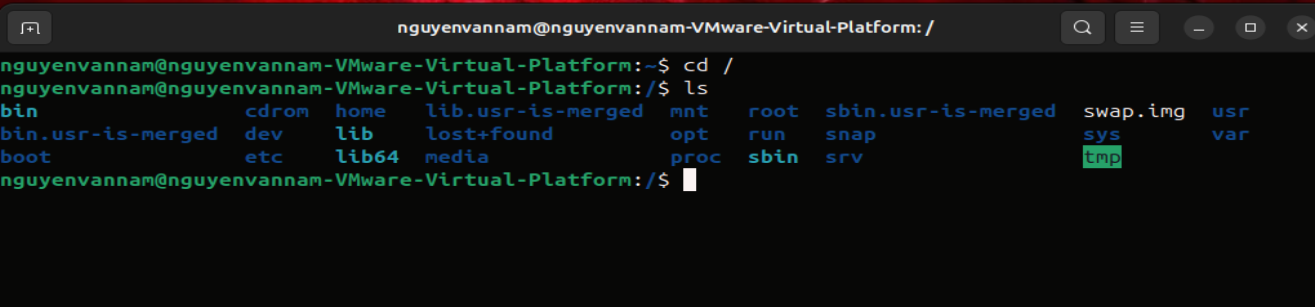 nguyenvannam@nguyenvannam-VMware-Virtual-Platform: /
nguyenvannam@nguyenvannam-VMware-Virtual-Platform:~$ cd /
nguyenvannam@nguyenvannam-VMware-Virtual-Platform:/$ ls
bin cdrom home lib.usr-is-merged mnt root sbin.usr-is-merged swap.img usr
bin.usr-is-merged dev lib lost+found opt run snap sys var
boot etc lib64 media proc sbin srv tmp
nguyenvannam@nguyenvannam-VMware-Virtual-Platform:/$